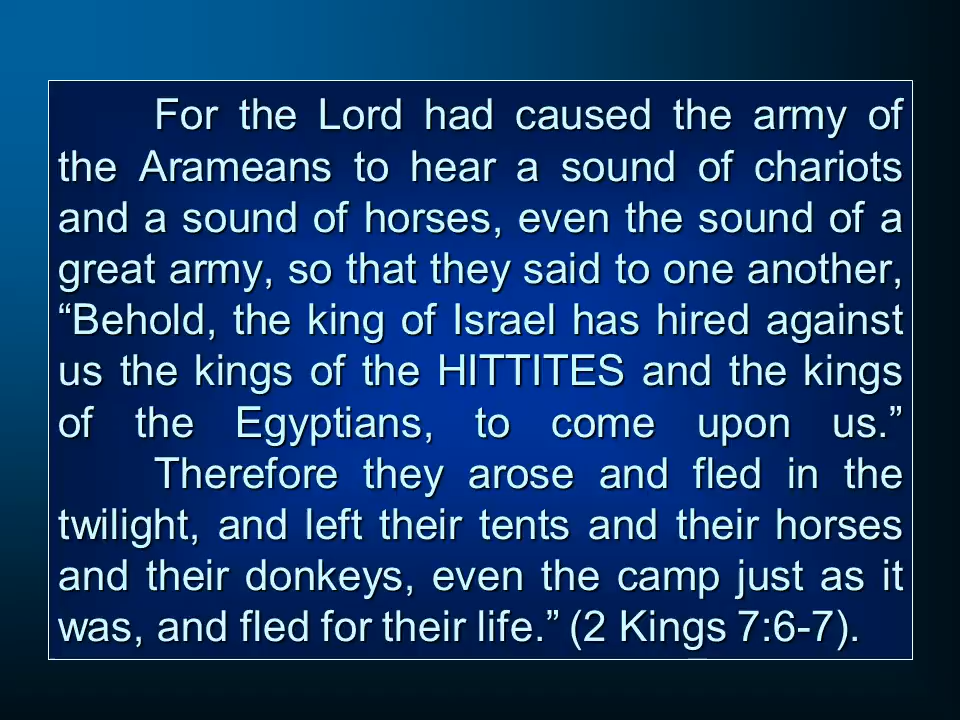 For the Lord had caused the army of
the Arameans to hear a sound of chariots
and a sound of horses, even the sound of a
great army, so that they said to one another,
“Behold, the king of Israel has hired against
us the kings of the HITTITES and the kings
of the Egyptians, to come upon us.”
Therefore they arose and fled in the
twilight, and left their tents and their horses
and their donkeys, even the camp just as it
was, and fled for their life.” (2 Kings 7:6-7).